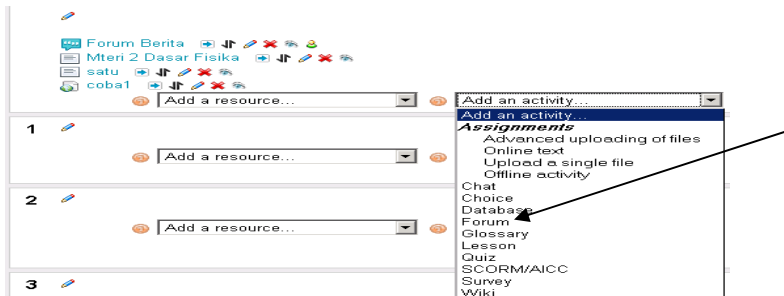 Forum Berita
Mteri 2 Dasar Fisika
satu
coba1
Add a resource... Add an activity...
Add an activity...
Assignments
Advanced uploading of files
Online text
Upload a single file
Offline activity
Chat
Choice
Database
Forum
Glossary
Lesson
Quiz
SCORM/AICC
Survey
Wiki
1
Add a resource...
2
Add a resource...
3